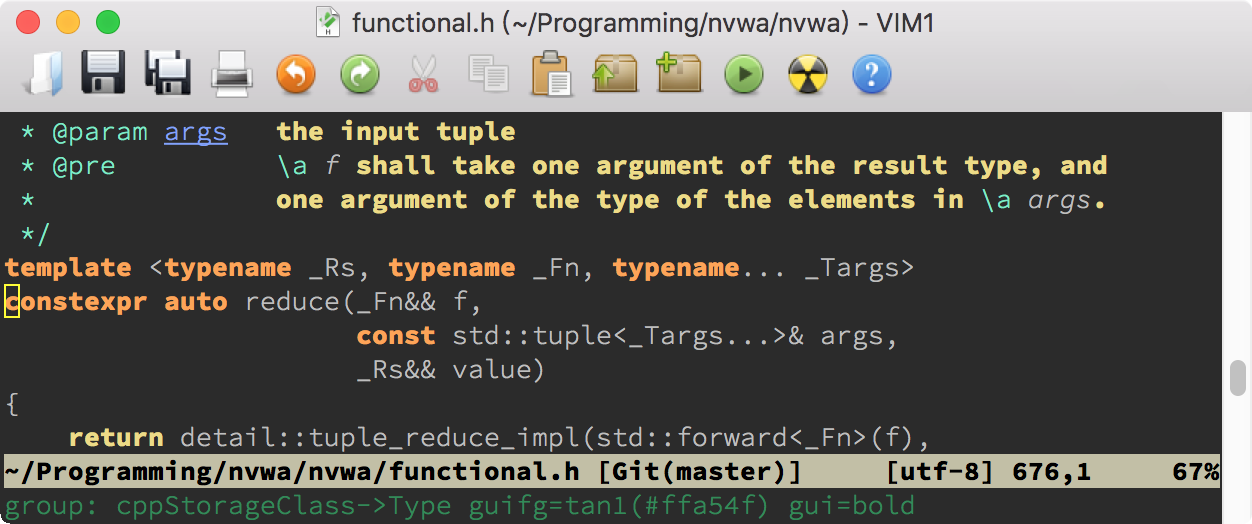 functional.h (~/Programming/nvwa/nvwa) - VIM1
 * @param args   the input tuple
 * @pre          \a f shall take one argument of the result type, and
 *               one argument of the type of the elements in \a args.
 */
template <typename _Rs, typename _Fn, typename... _Targs>
constexpr auto reduce(_Fn&& f,
                      const std::tuple<_Targs...>& args,
                      _Rs&& value)
{
    return detail::tuple_reduce_impl(std::forward<_Fn>(f),
~/Programming/nvwa/nvwa/functional.h [Git(master)]     [utf-8] 676,1     67%
group: cppStorageClass->Type guifg=tan1(#ffa54f) gui=bold